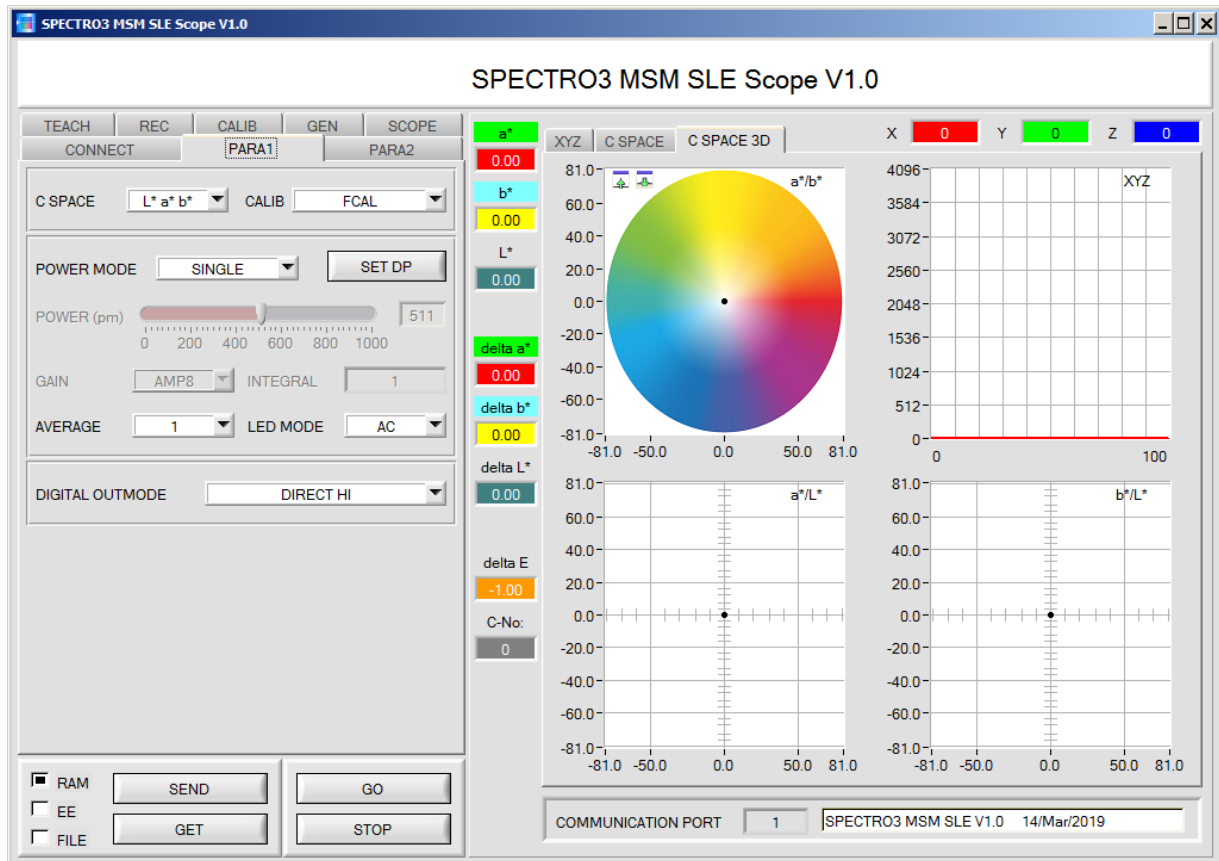 SPECTRO3 MSM SLE Scope V1.0
SPECTRO3 MSM SLE Scope V1.0
TEACH REC CALIB GEN SCOPE
CONNECT PARA1 PARA2
C SPACE L* a* b* CALIB FCAL
POWER MODE SINGLE SET DP
POWER (pm) 511
0 200 400 600 800 1000
GAIN AMP8 INTEGRAL 1
AVERAGE 1 LED MODE AC
DIGITAL OUTMODE DIRECT HI
RAM SEND GO
EE
GET STOP
FILE
a*
0.00
b*
0.00
L*
0.00
delta a*
0.00
delta b*
0.00
delta L*
0.00
delta E
-1.00
C-No:
0
XYZ C SPACE C SPACE 3D
X 0 Y 0 Z 0
a*/b*
81.0
60.0
40.0
20.0
0.0
-20.0
-40.0
-60.0
-81.0
-81.0 -50.0 0.0 50.0 81.0
XYZ
4096
3584
3072
2560
2048
1536
1024
512
0
0 100
a*/L*
81.0
60.0
40.0
20.0
0.0
-20.0
-40.0
-60.0
-81.0
-81.0 -50.0 0.0 50.0 81.0
b*/L*
81.0
60.0
40.0
20.0
0.0
-20.0
-40.0
-60.0
-81.0
-81.0 -50.0 0.0 50.0 81.0
COMMUNICATION PORT 1 SPECTRO3 MSM SLE V1.0 14/Mar/2019